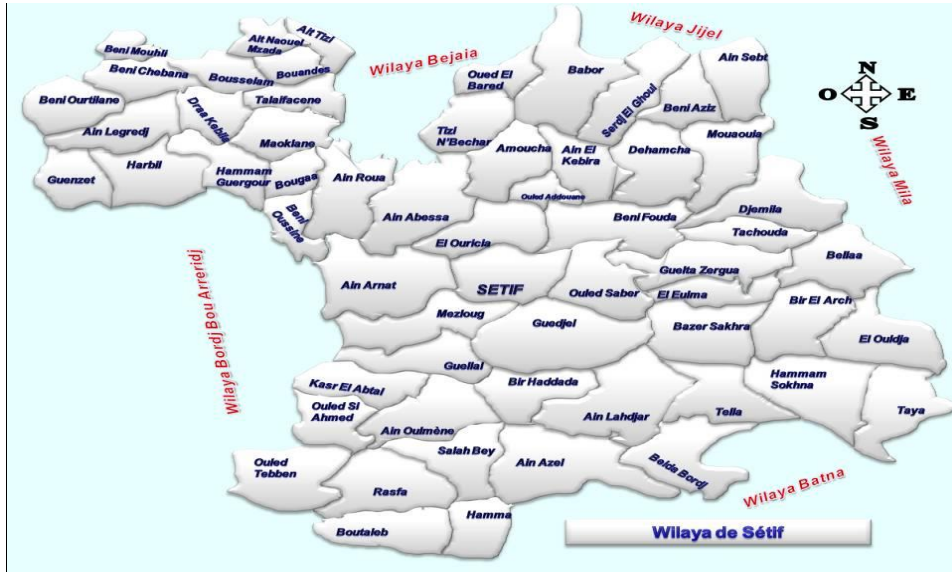 Wilaya Jijel
Wilaya Bejaia
Ait Tizi
Ait Naouel
Mzada
Beni Mouhli
Beni Chebana
Bousselam
Bouandes
Oued El
Bared
Babor
Serdj El Ghoul
Ain Sebt
N
O
E
S
Beni Ourtilane
Draa Kebila
Talaifacene
Beni Aziz
Ain Legredj
Maoklane
Tizi
N'Bechar
Amoucha
Ain El
Kebira
Dehamcha
Mouaouia
Wilaya Mila
Guenzet
Harbil
Hammam
Guergour
Bougaa
Ain Roua
Ouled Addouane
Beni
Oussine
Ain Abessa
Beni Fouda
Djemila
Tachouda
El Ouricia
Bellaa
Guelta Zergua
Ain Arnat
SETIF
Ouled Saber
El Eulma
Bir El Arch
Wilaya Bordj Bou Arreridj
Mezloug
Guedjel
Bazer Sakhra
El Ouldja
Guellal
Kasr El Abtal
Bir Haddada
Hammam
Sokhna
Ouled Si
Ahmed
Ain Lahdjar
Tella
Taya
Ain Oulmène
Salah Bey
Ouled
Tebben
Ain Azel
Beida Bordj
Rasfa
Wilaya Batna
Hamma
Boutaleb
Wilaya de Sétif